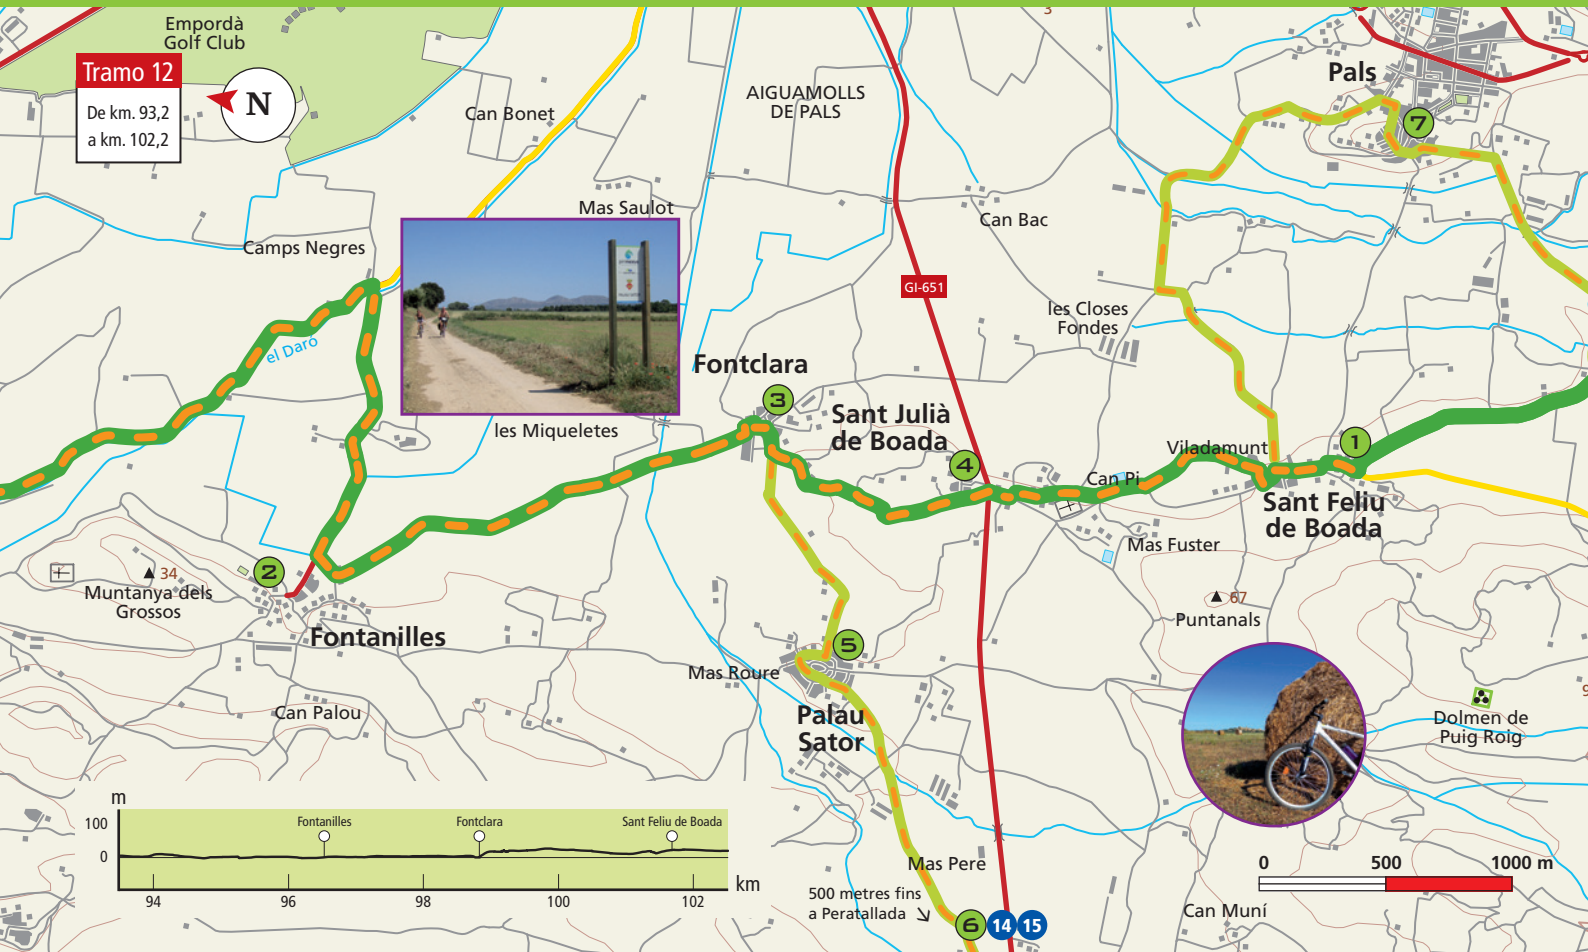 Empordà
Golf Club
Tramo 12
De km. 93,2
a km. 102,2
N
Can Bonet
AIGUAMOLLS
DE PALS
3
Pals
7
Mas Saulot
Can Bac
Camps Negres
GI-651
les Closes
Fondes
el Daró
Fontclara
3
Sant Julià
de Boada
les Miqueletes
4
Viladamunt
1
Can Pi
Sant Feliu
de Boada
Mas Fuster
2
34
Muntanya dels
Grossos
67
Puntanals
Fontanilles
5
Mas Roure
9
Can Palou
Palau
Sator
Dolmen de
Puig Roig
m
100
0
Fontanilles
Fontclara
Sant Feliu de Boada
km
94
96
98
100
102
Mas Pere
0
500
1000 m
500 metres fins
a Peratallada
6
14
15
Can Muní